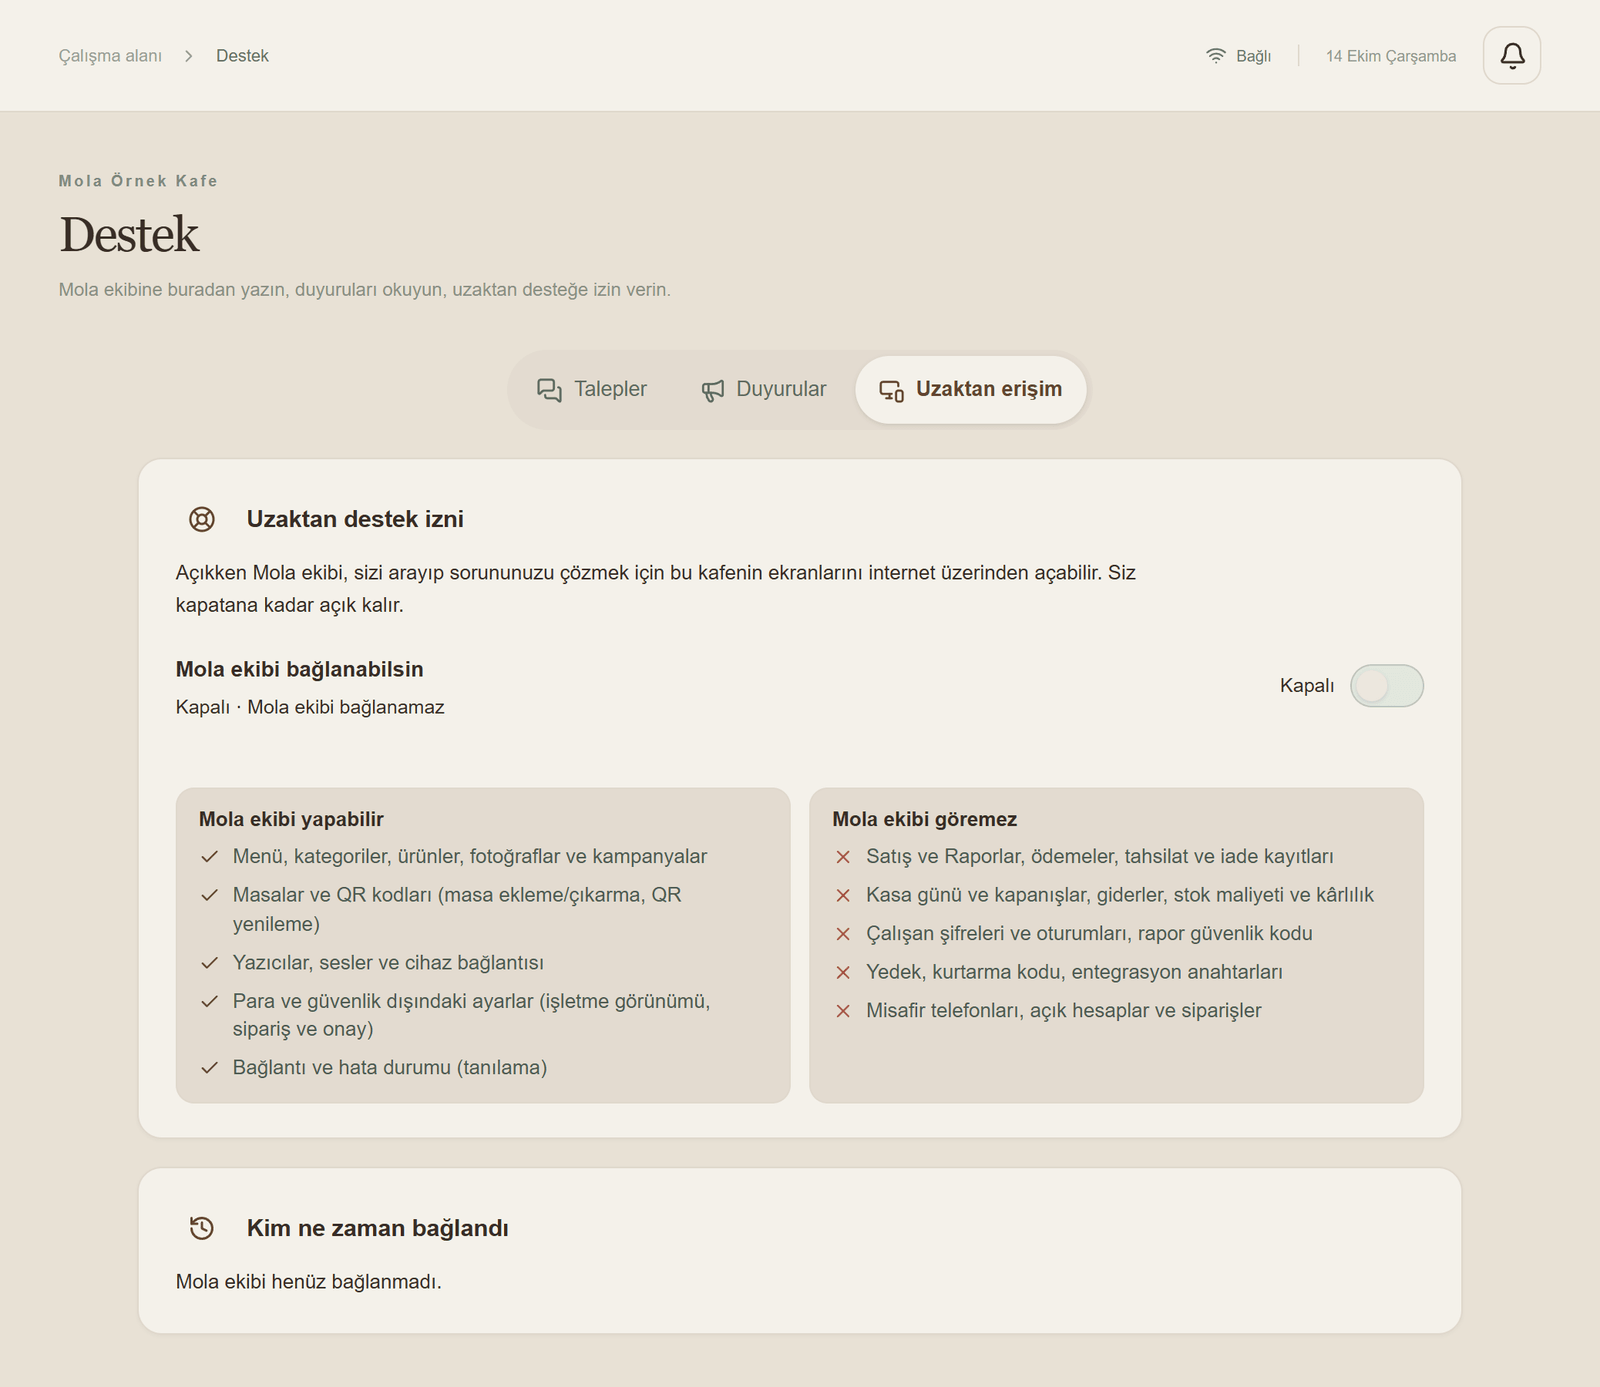 Çalışma alanı
Destek
Bağlı
14 Ekim Çarşamba
Mola Örnek Kafe
Destek
Mola ekibine buradan yazın, duyuruları okuyun, uzaktan desteğe izin verin.
Talepler
Duyurular
Uzaktan erişim
Uzaktan destek izni
Açıkken Mola ekibi, sizi arayıp sorununuzu çözmek için bu kafenin ekranlarını internet üzerinden açabilir. Siz
kapatana kadar açık kalır.
Mola ekibi bağlanabilsin
Kapalı · Mola ekibi bağlanamaz
Kapalı
Mola ekibi yapabilir
Menü, kategoriler, ürünler, fotoğraflar ve kampanyalar
Masalar ve QR kodları (masa ekleme/çıkarma, QR
yenileme)
Yazıcılar, sesler ve cihaz bağlantısı
Para ve güvenlik dışındaki ayarlar (işletme görünümü,
sipariş ve onay)
Bağlantı ve hata durumu (tanılama)
Mola ekibi göremez
Satış ve Raporlar, ödemeler, tahsilat ve iade kayıtları
Kasa günü ve kapanışlar, giderler, stok maliyeti ve kârlılık
Çalışan şifreleri ve oturumları, rapor güvenlik kodu
Yedek, kurtarma kodu, entegrasyon anahtarları
Misafir telefonları, açık hesaplar ve siparişler
Kim ne zaman bağlandı
Mola ekibi henüz bağlanmadı.